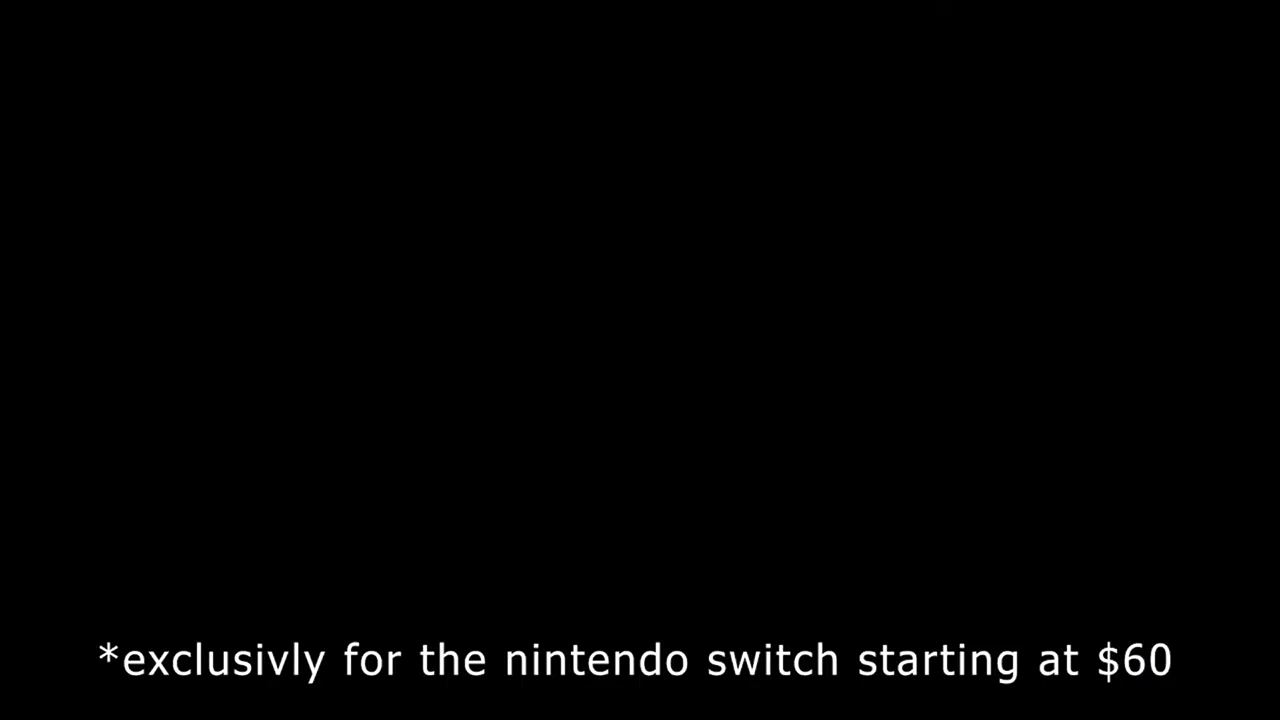 *exclusivly for the nintendo switch starting at $60